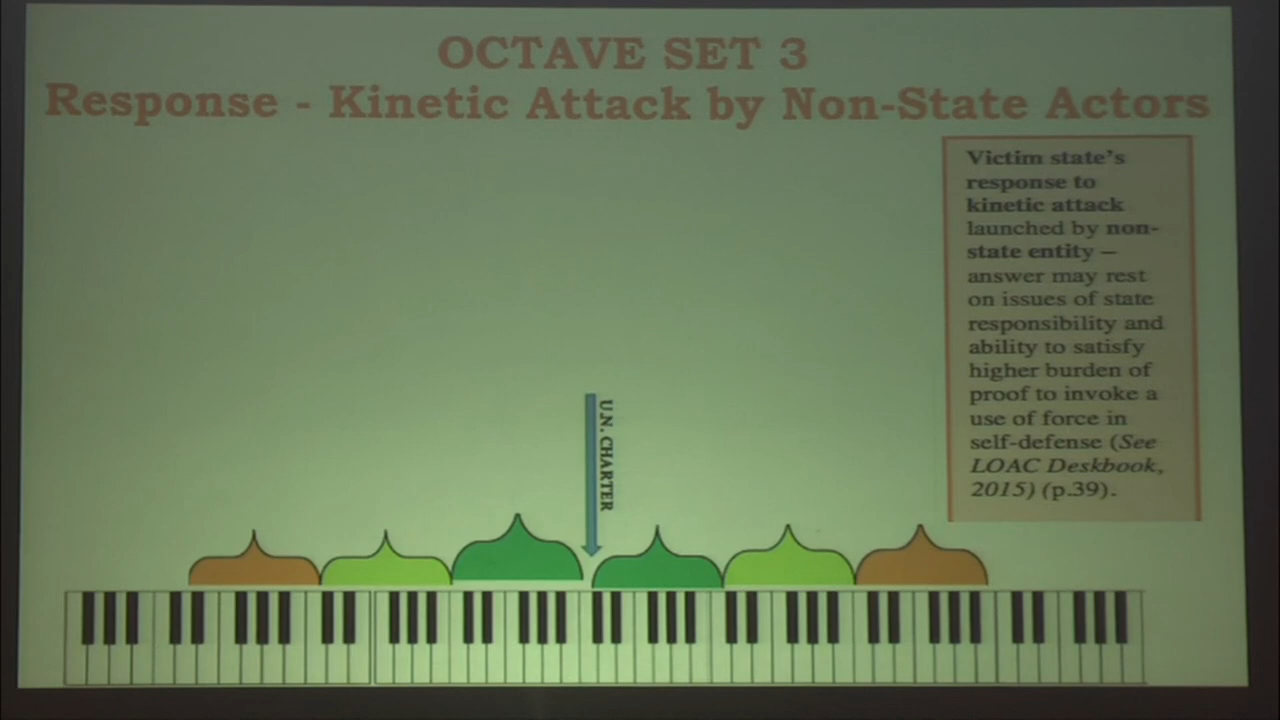 OCTAVE SET 3
Response - Kinetic Attack by Non-State Actors
Victim state's
response to
kinetic attack
launched by non-
state entity –
answer may rest
on issues of state
responsibility and
ability to satisfy
higher burden of
proof to invoke a
use of force in
self-defense (See
LOAC Deskbook,
2015) (p.39).
U.N. CHARTER